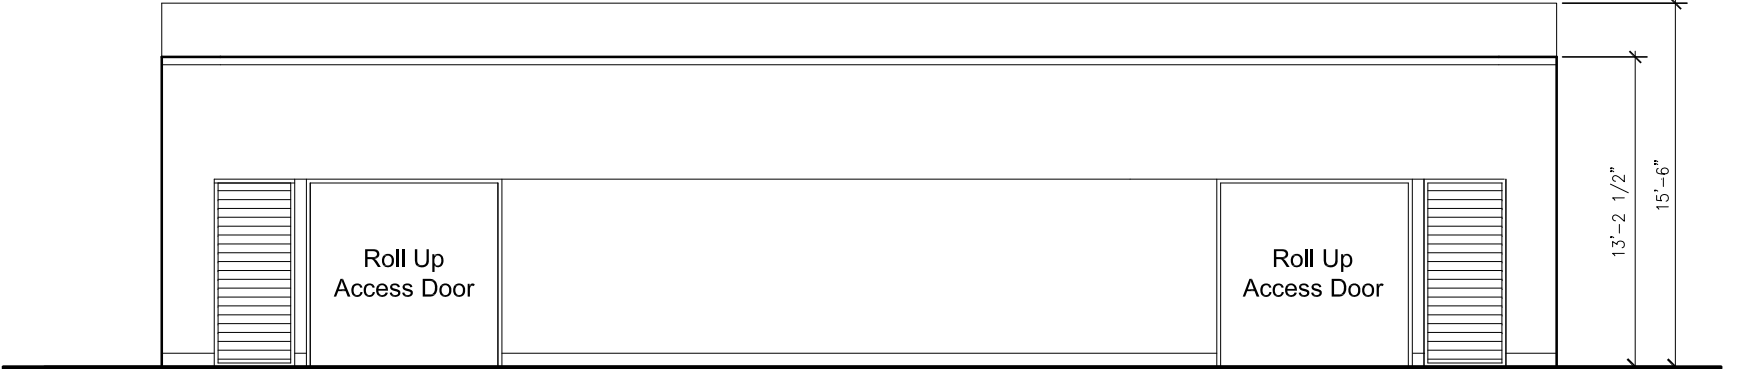 Roll Up
Access Door
Roll Up
Access Door
13'-2 1/2"
15'-6"